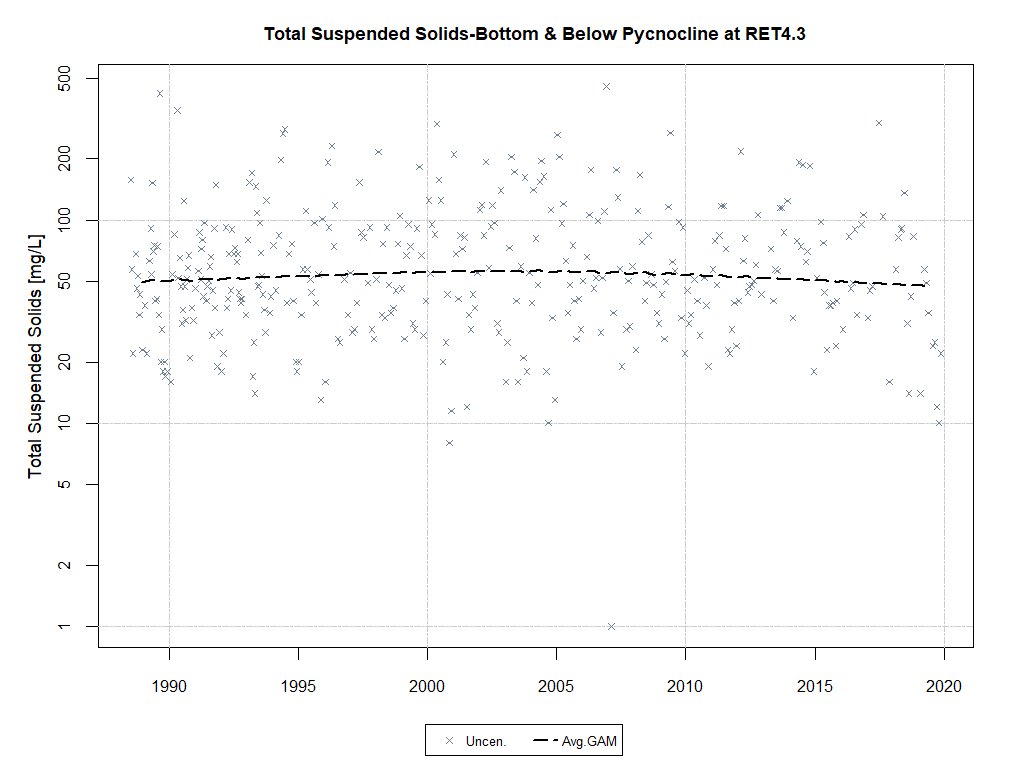 Total Suspended Solids-Bottom & Below Pycnocline at RET4.3
Total Suspended Solids [mg/L]
500
200
100
50
20
10
5
2
1
1990 1995 2000 2005 2010 2015 2020
Uncen. Avg.GAM